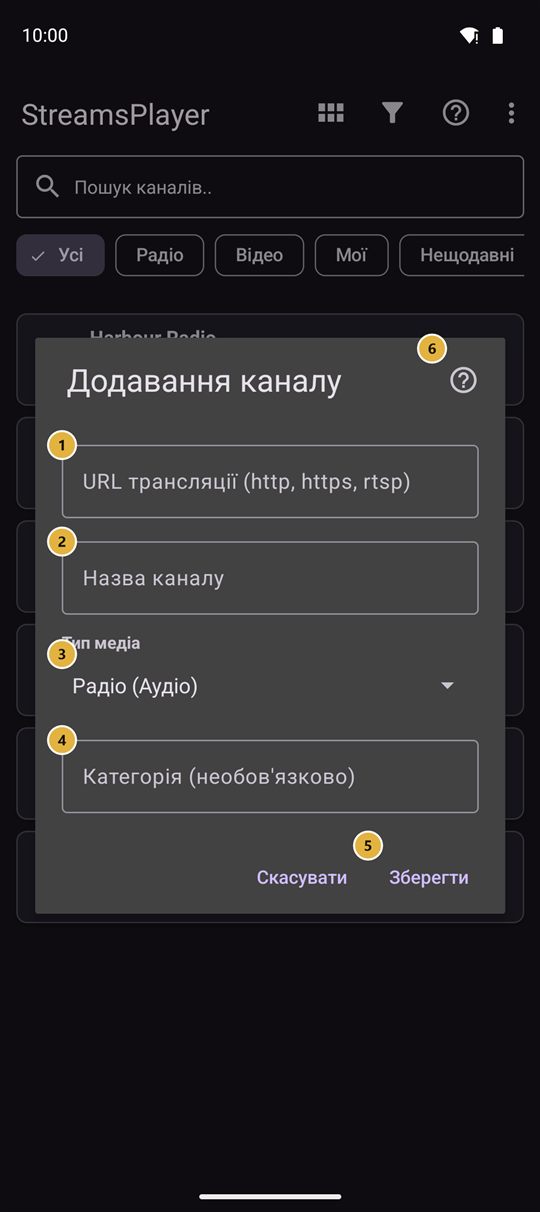 10:00
StreamsPlayer
Пошук каналів..
Усі
Радіо
Відео
Мої
Нещодавні
Harbour Radio
6
Додавання каналу
1
URL трансляції (http, https, rtsp)
2
Назва каналу
Тип медіа
3
Радіо (Аудіо)
4
Категорія (необов'язково)
5
Скасувати
Зберегти